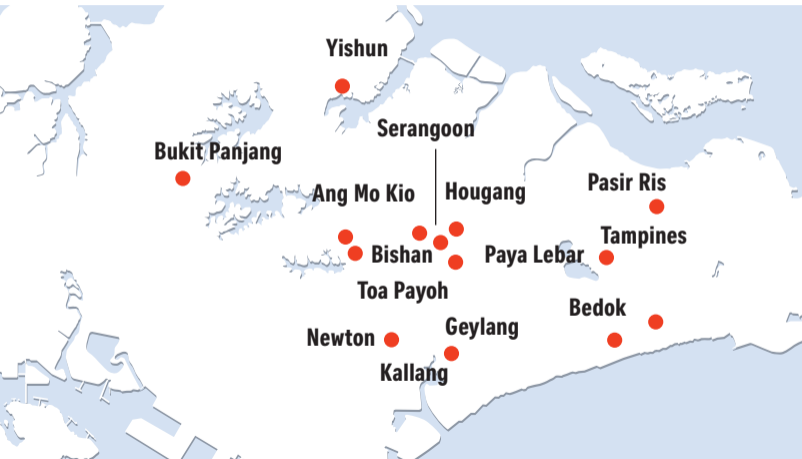 Yishun
Serangoon
Bukit Panjang
Ang Mo Kio
Hougang
Pasir Ris
Tampines
Bishan
Paya Lebar
Toa Payoh
Bedok
Geylang
Newton
Kallang